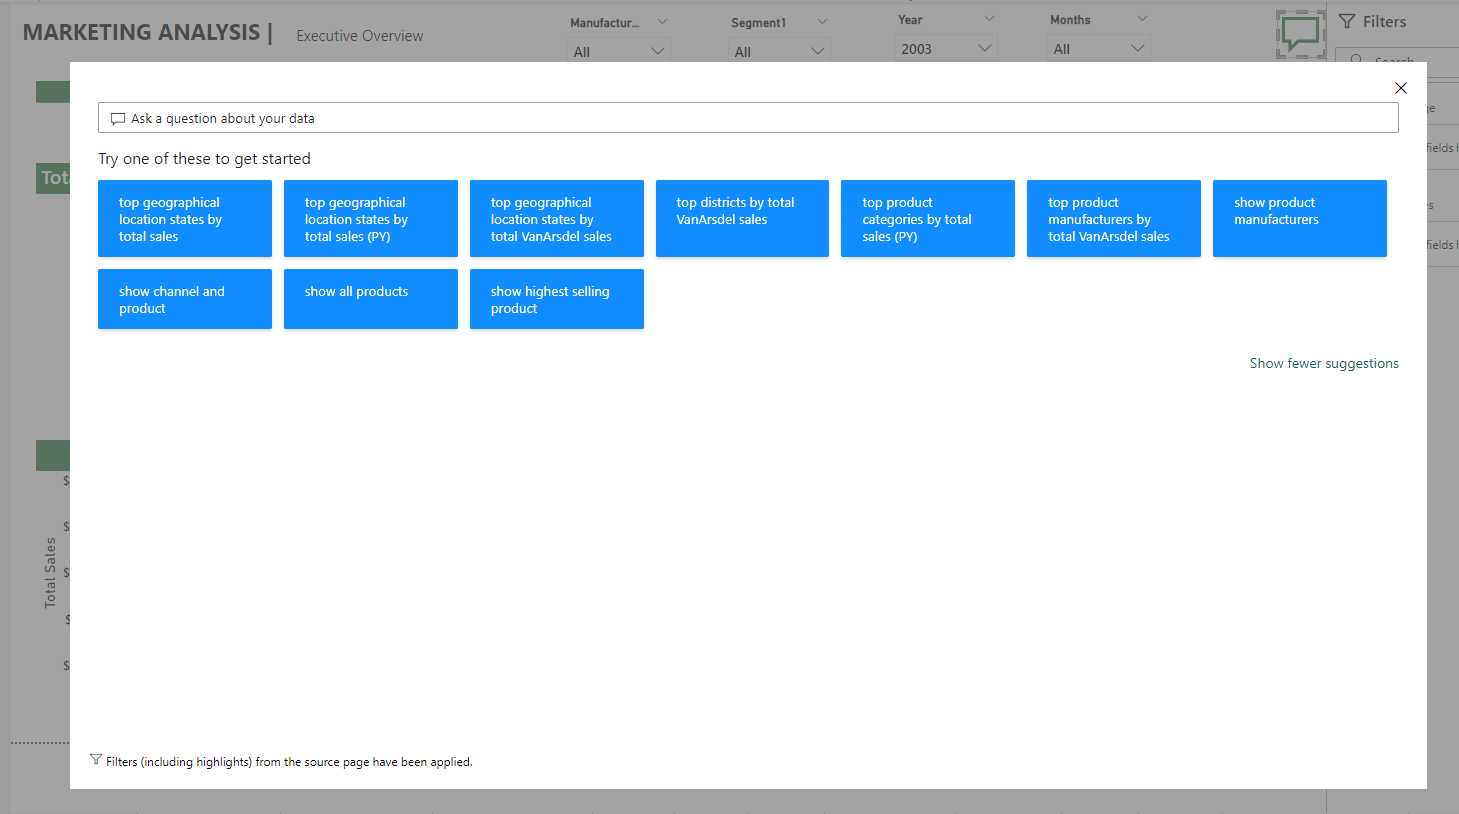 MARKETING ANALYSIS |
Executive Overview
Manufactur...
Segment1
Year
Months
Filters
All
All
2003
All
Search
Ask a question about your data
Try one of these to get started
Tot
top geographical
location states by
total sales
top geographical
location states by
total sales (PY)
top geographical
location states by
total VanArsdel sales
top districts by total
VanArsdel sales
top product
categories by total
sales (PY)
top product
manufacturers by
total VanArsdel sales
show product
manufacturers
fields h
fields h
show channel and
product
show all products
show highest selling
product
Show fewer suggestions
$
$
$
$
$
Total Sales
Filters (including highlights) from the source page have been applied.